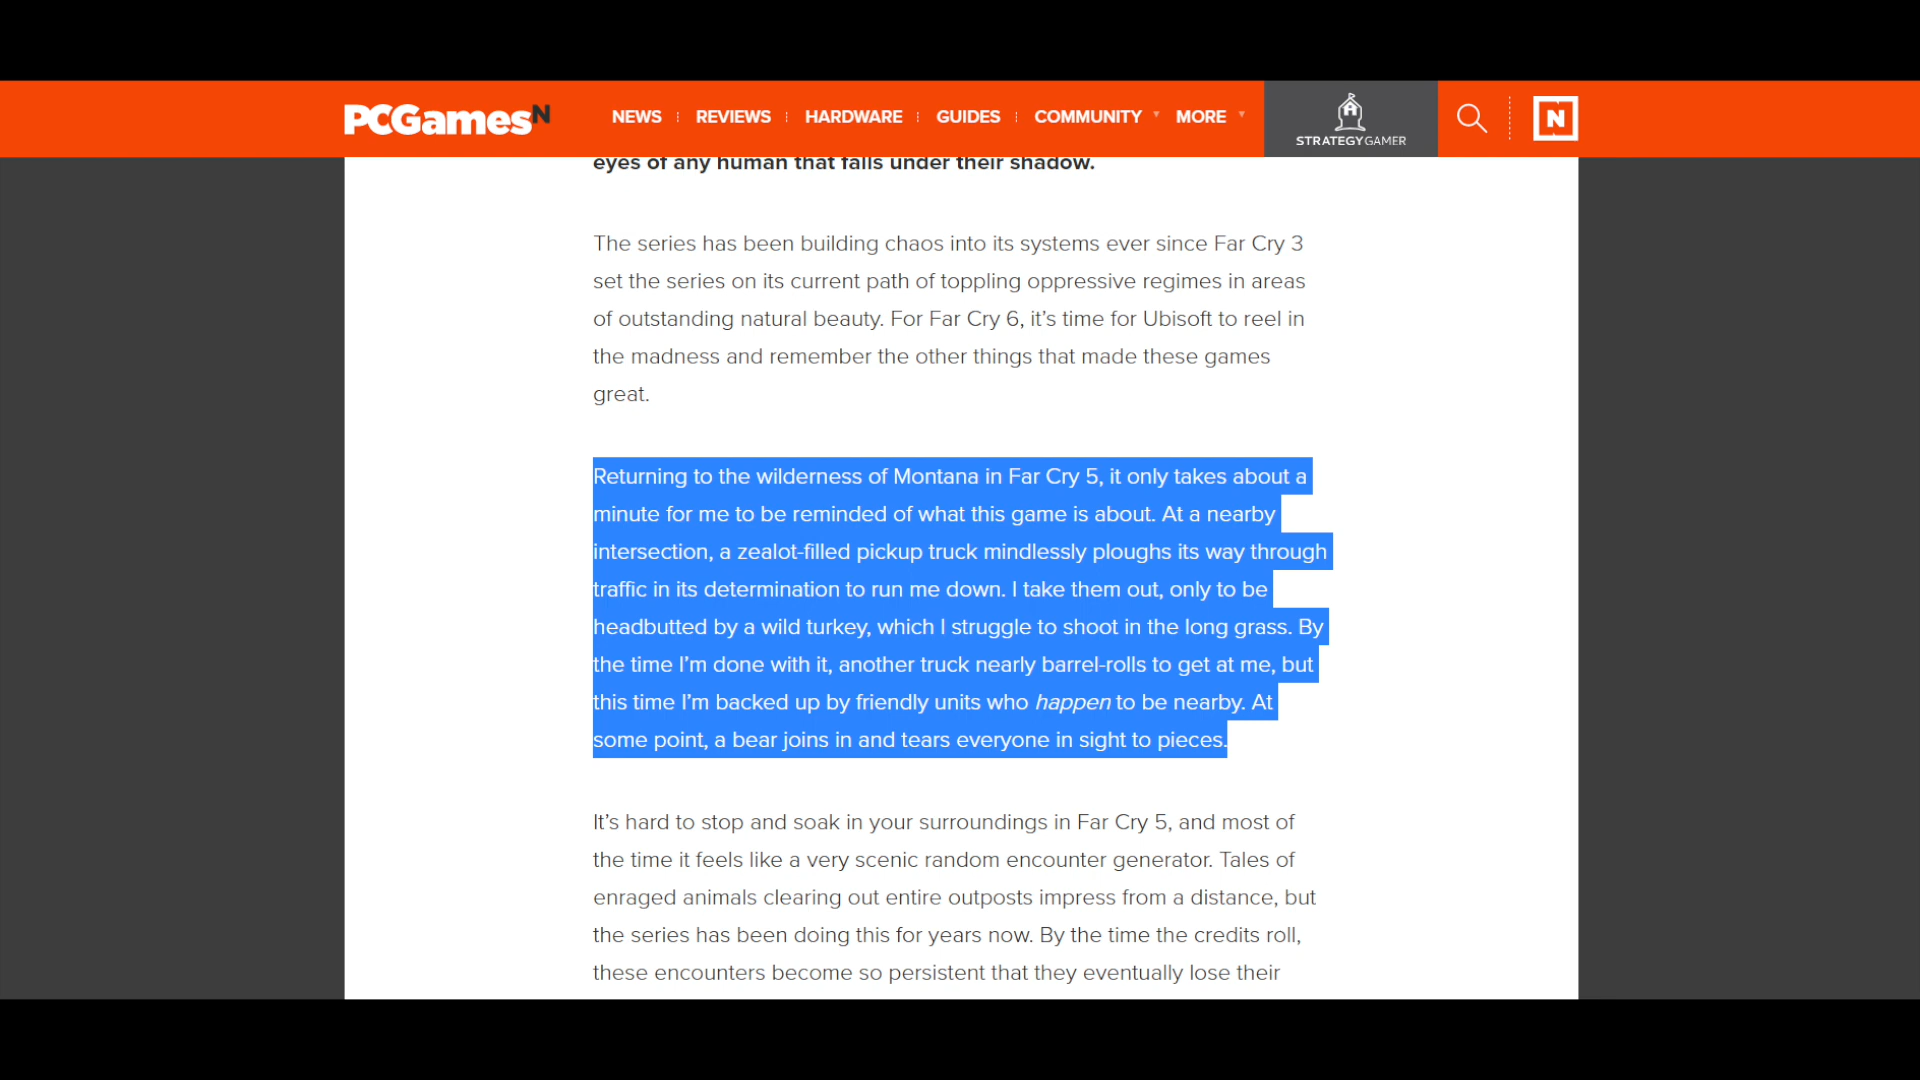 PCGamesN
NEWS REVIEWS HARDWARE GUIDES COMMUNITY MORE
STRATEGYGAMER
N
eyes of any human that falls under their shadow.
The series has been building chaos into its systems ever since Far Cry 3
set the series on its current path of toppling oppressive regimes in areas
of outstanding natural beauty. For Far Cry 6, it’s time for Ubisoft to reel in
the madness and remember the other things that made these games
great.
Returning to the wilderness of Montana in Far Cry 5, it only takes about a
minute for me to be reminded of what this game is about. At a nearby
intersection, a zealot-filled pickup truck mindlessly ploughs its way through
traffic in its determination to run me down. I take them out, only to be
headbutted by a wild turkey, which I struggle to shoot in the long grass. By
the time I’m done with it, another truck nearly barrel-rolls to get at me, but
this time I’m backed up by friendly units who happen to be nearby. At
some point, a bear joins in and tears everyone in sight to pieces.
It’s hard to stop and soak in your surroundings in Far Cry 5, and most of
the time it feels like a very scenic random encounter generator. Tales of
enraged animals clearing out entire outposts impress from a distance, but
the series has been doing this for years now. By the time the credits roll,
these encounters become so persistent that they eventually lose their